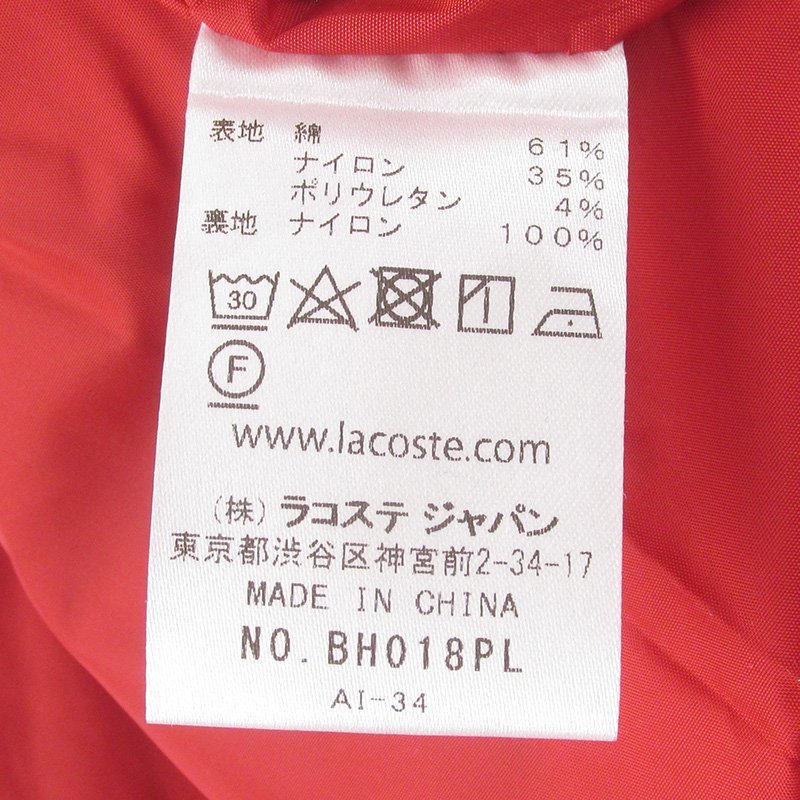 表地 綿 61%
ナイロン 35%
ポリウレタン 4%
裏地 ナイロン 100%
30
F
www.lacoste.com
(株) ラコステ ジャパン
東京都渋谷区神宮前2-34-17
MADE IN CHINA
NO. BH018PL
AI-34